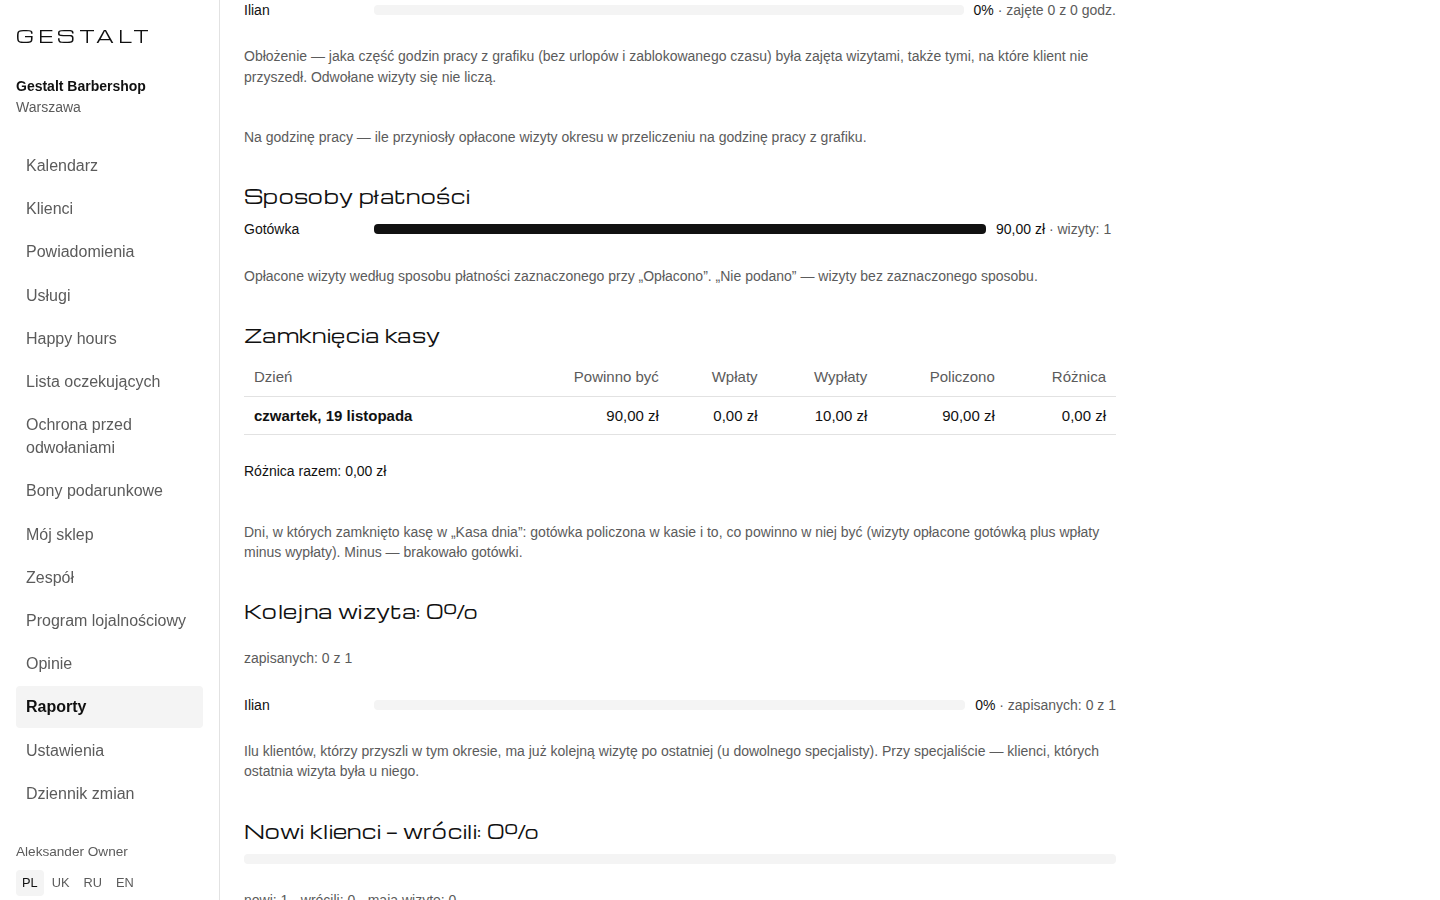 GESTALT
Gestalt Barbershop
Warszawa
Kalendarz
Klienci
Powiadomienia
Usługi
Happy hours
Lista oczekujących
Ochrona przed
odwołaniami
Bony podarunkowe
Mój sklep
Zespół
Program lojalnościowy
Opinie
Raporty
Ustawienia
Dziennik zmian
Aleksander Owner
PL UK RU EN
Ilian 0% · zajęte 0 z 0 godz.
Obłożenie — jaka część godzin pracy z grafiku (bez urlopów i zablokowanego czasu) była zajęta wizytami, także tymi, na które klient nie
przyszedł. Odwołane wizyty się nie liczą.
Na godzinę pracy — ile przyniosły opłacone wizyty okresu w przeliczeniu na godzinę pracy z grafiku.
Sposoby płatności
Gotówka 90,00 zł · wizyty: 1
Opłacone wizyty według sposobu płatności zaznaczonego przy „Opłacono”. „Nie podano” — wizyty bez zaznaczonego sposobu.
Zamknięcia kasy
Dzień Powinno być Wpłaty Wypłaty Policzono Różnica
czwartek, 19 listopada 90,00 zł 0,00 zł 10,00 zł 90,00 zł 0,00 zł
Różnica razem: 0,00 zł
Dni, w których zamknięto kasę w „Kasa dnia”: gotówka policzona w kasie i to, co powinno w niej być (wizyty opłacone gotówką plus wpłaty
minus wypłaty). Minus — brakowało gotówki.
Kolejna wizyta: 0%
zapisanych: 0 z 1
Ilian 0% · zapisanych: 0 z 1
Ilu klientów, którzy przyszli w tym okresie, ma już kolejną wizytę po ostatniej (u dowolnego specjalisty). Przy specjaliście — klienci, których
ostatnia wizyta była u niego.
Nowi klienci – wrócili: 0%
nowi: 1 · wrócili: 0 · mają wizytę: 0